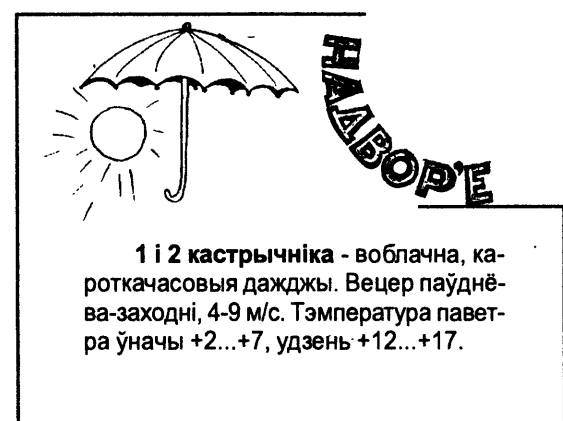 НАДВОР'Е
1 і 2 кастрычніка - воблачна, ка-
роткачасовыя дажджы. Вецер паўднё-
ва-заходні, 4-9 м/с. Тэмпература павет-
ра ўначы +2...+7, удзень +12...+17.